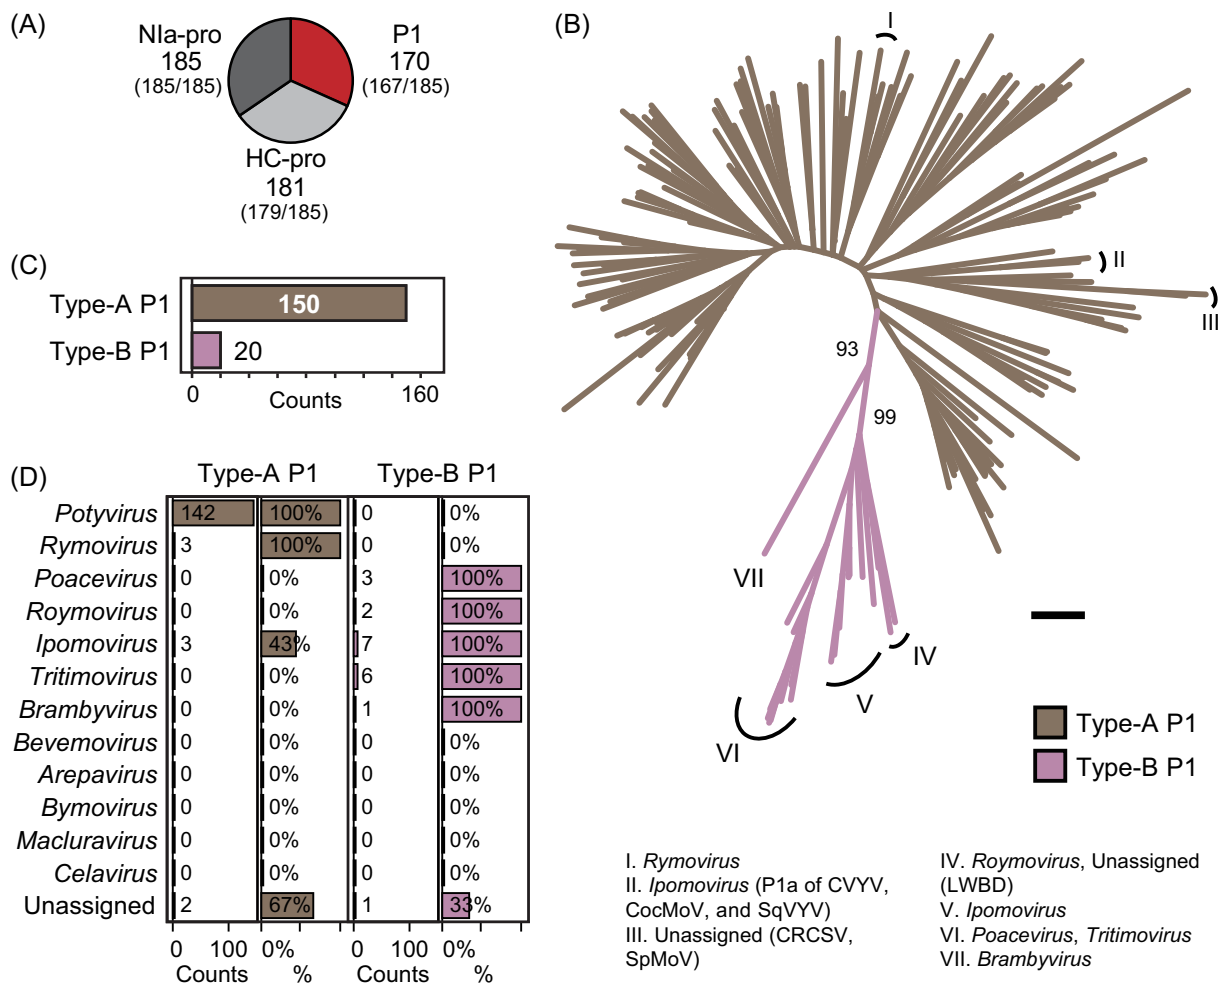 (A)
NIa-pro
185
(185/185)
P1
170
(167/185)
HC-pro
181
(179/185)
(B)
I
II
III
93
99
VII
IV
V
VI
Type-A P1
Type-B P1
I. Rymovirus
II. Ipomovirus (P1a of CVYV,
CocMoV, and SqVYV)
III. Unassigned (CRCSV,
SpMoV)
IV. Roymovirus, Unassigned
(LWBD)
V. Ipomovirus
VI. Poacevirus, Tritimovirus
VII. Brambyvirus
(C)
Type-A P1 150
Type-B P1 20
0 Counts 160
(D)
Type-A P1 Type-B P1
Potyvirus 142 100% 0 0%
Rymovirus 3 100% 0 0%
Poacevirus 0 0% 3 100%
Roymovirus 0 0% 2 100%
Ipomovirus 3 43% 7 100%
Tritimovirus 0 0% 6 100%
Brambyvirus 0 0% 1 100%
Bevemovirus 0 0% 0 0%
Arepavirus 0 0% 0 0%
Bymovirus 0 0% 0 0%
Macluravirus 0 0% 0 0%
Celavirus 0 0% 0 0%
Unassigned 2 67% 1 33%
0 100 0% 0 100 0%
Counts % Counts %